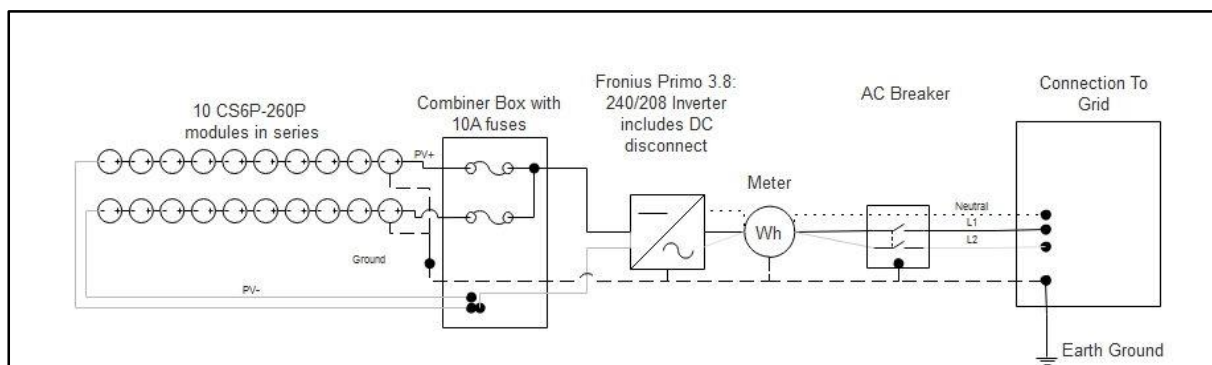 10 CS6P-260P
modules in series
Combiner Box with
10A fuses
Fronius Primo 3.8:
240/208 Inverter
includes DC
disconnect
AC Breaker
Connection To
Grid
PV+
Meter
Wh
Neutral
L1
L2
Ground
PV-
Earth Ground